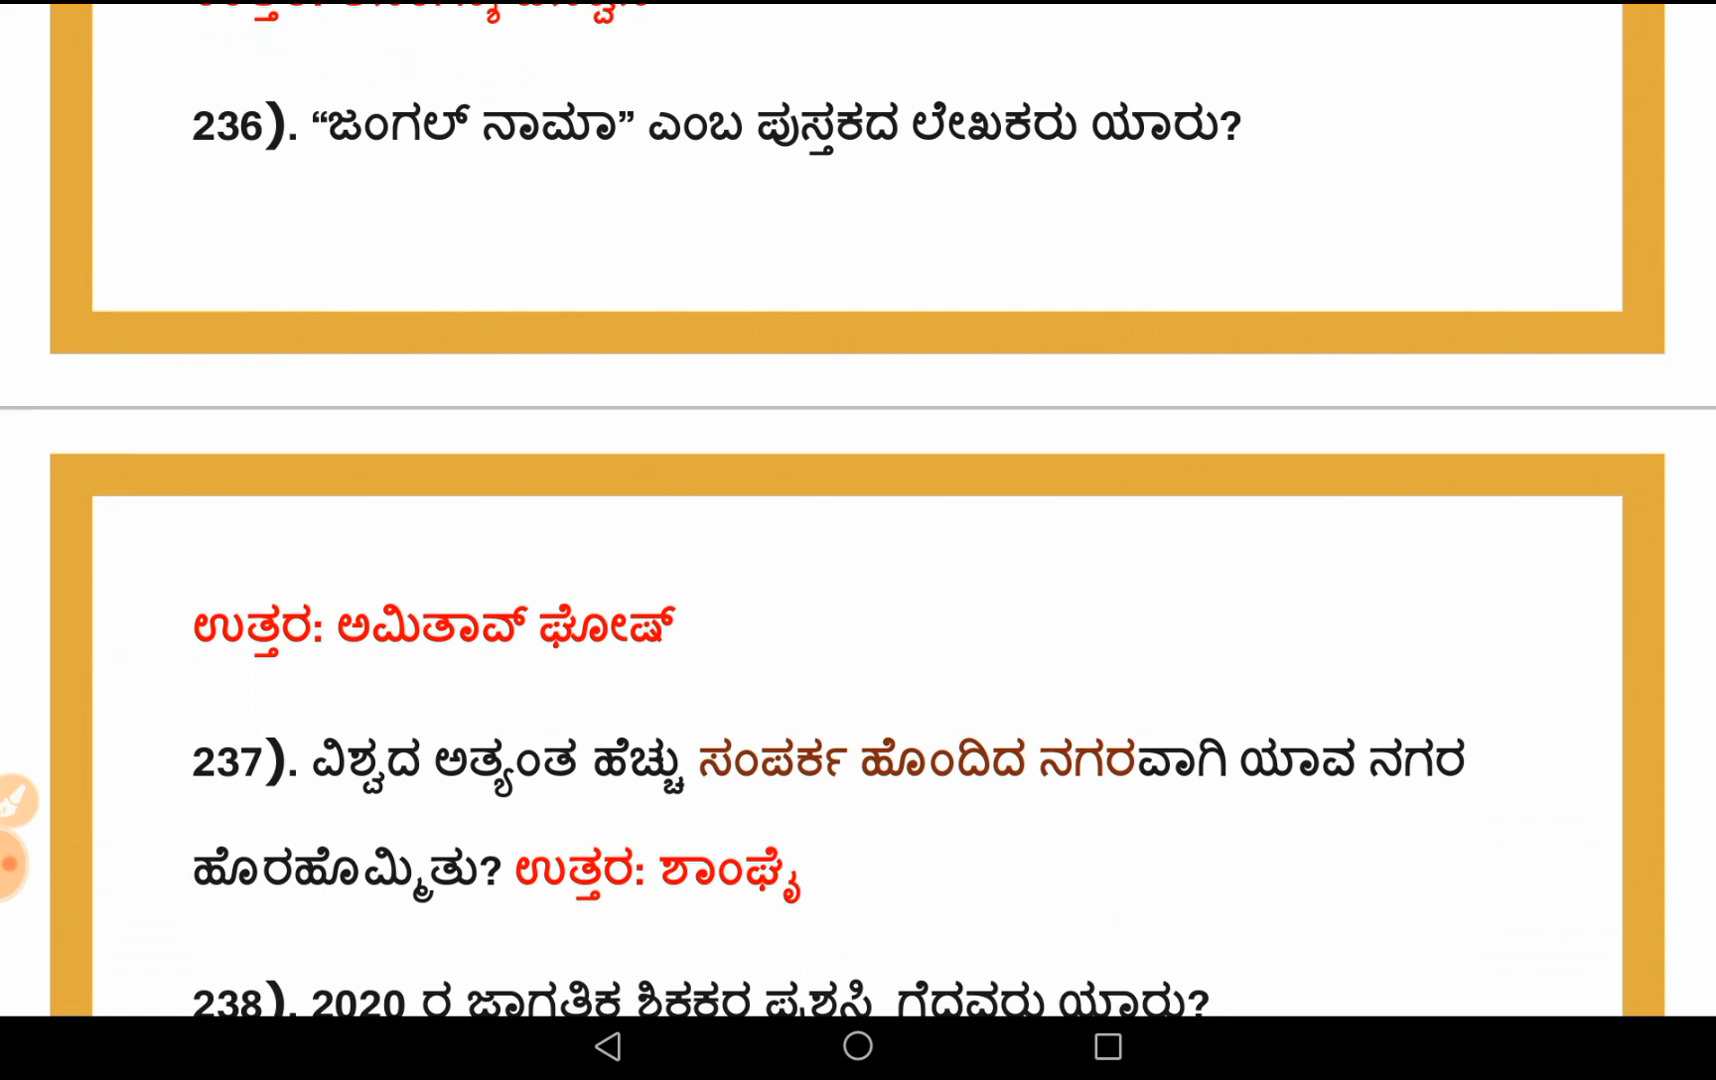 236). “ಜಂಗಲ್ ನಾಮಾ” ಎಂಬ ಪುಸ್ತಕದ ಲೇಖಕರು ಯಾರು?
ಉತ್ತರ: ಅಮಿತಾವ್ ಘೋಷ್
237). ವಿಶ್ವದ ಅತ್ಯಂತ ಹೆಚ್ಚು ಸಂಪರ್ಕ ಹೊಂದಿದ ನಗರವಾಗಿ ಯಾವ ನಗರ
ಹೊರಹೊಮ್ಮಿತು? ಉತ್ತರ: ಶಾಂಘೈ
238). 2020 ರ ಜಾಗತಿಕ ಶಿಕ್ಷಕರ ಪ್ರಶಸ್ತಿ ಗೆದ್ದವರು ಯಾರು?